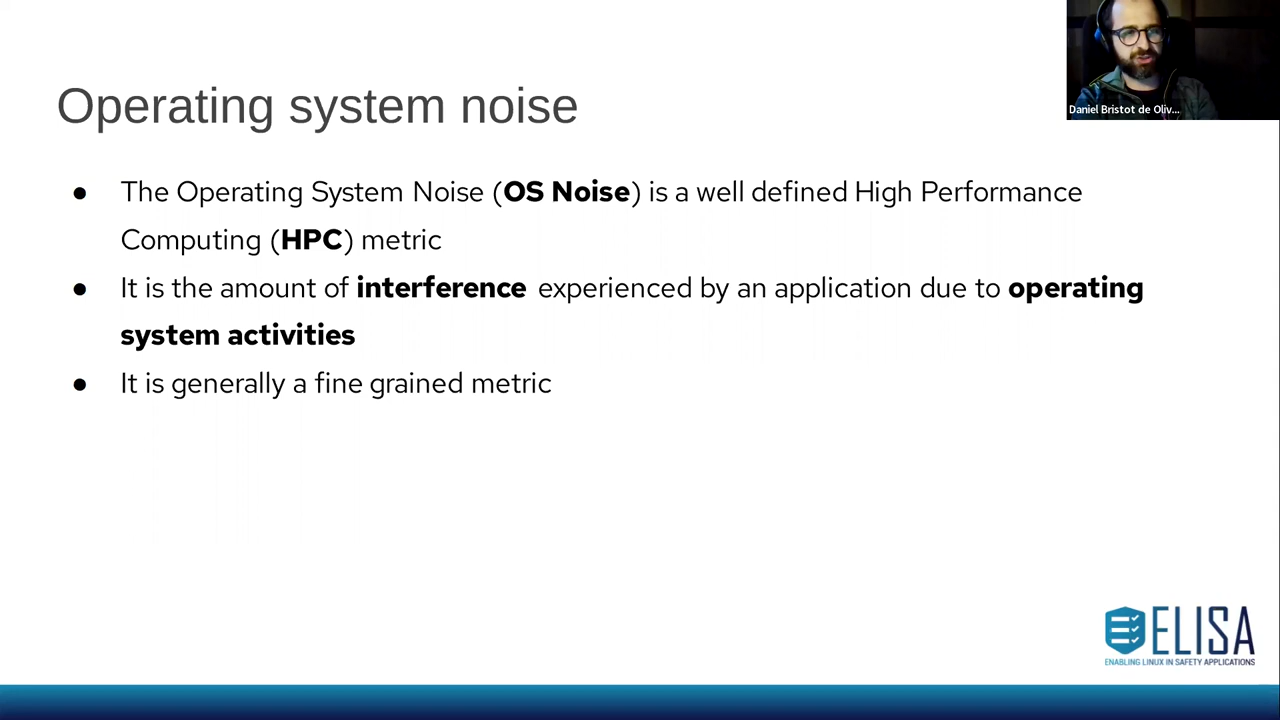 Operating system noise
Daniel Bristot de Oliv...
● The Operating System Noise (OS Noise) is a well defined High Performance
Computing (HPC) metric
● It is the amount of interference experienced by an application due to operating
system activities
● It is generally a fine grained metric
ELISA
ENABLING LINUX IN SAFETY APPLICATIONS